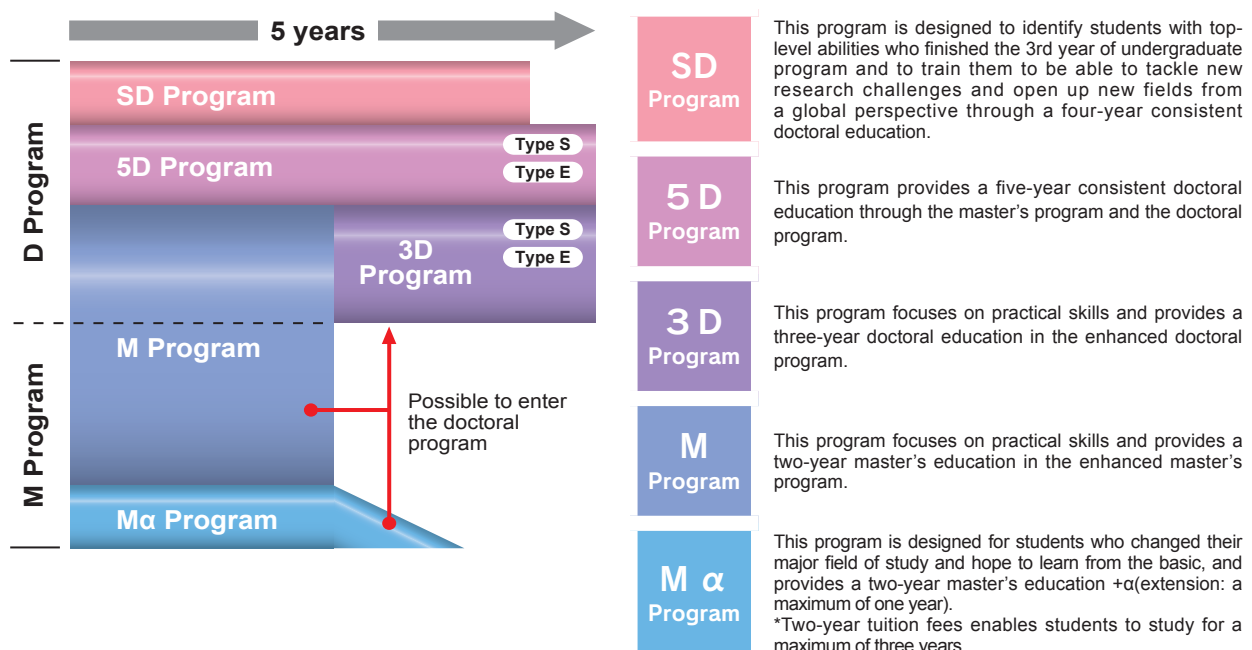 5 years
D Program
M Program
SD Program
5D Program
Type S
Type E
3D
Program
Type S
Type E
M Program
Possible to enter
the doctoral
program
Mα Program
SD
Program
This program is designed to identify students with top-
level abilities who finished the 3rd year of undergraduate
program and to train them to be able to tackle new
research challenges and open up new fields from
a global perspective through a four-year consistent
doctoral education.
5 D
Program
This program provides a five-year consistent doctoral
education through the master's program and the doctoral
program.
3 D
Program
This program focuses on practical skills and provides a
three-year doctoral education in the enhanced doctoral
program.
M
Program
This program focuses on practical skills and provides a
two-year master's education in the enhanced master's
program.
M α
Program
This program is designed for students who changed their
major field of study and hope to learn from the basic, and
provides a two-year master's education +α(extension: a
maximum of one year).
*Two-year tuition fees enables students to study for a
maximum of three years